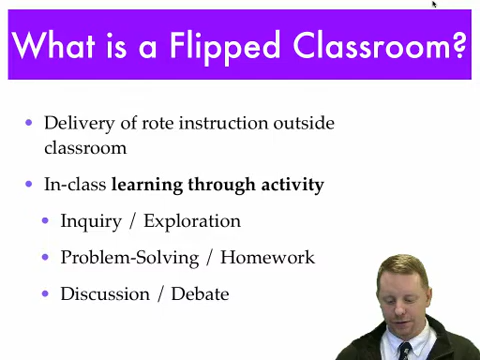 What is a Flipped Classroom?
Delivery of rote instruction outside
classroom
In-class learning through activity
Inquiry / Exploration
Problem-Solving / Homework
Discussion / Debate